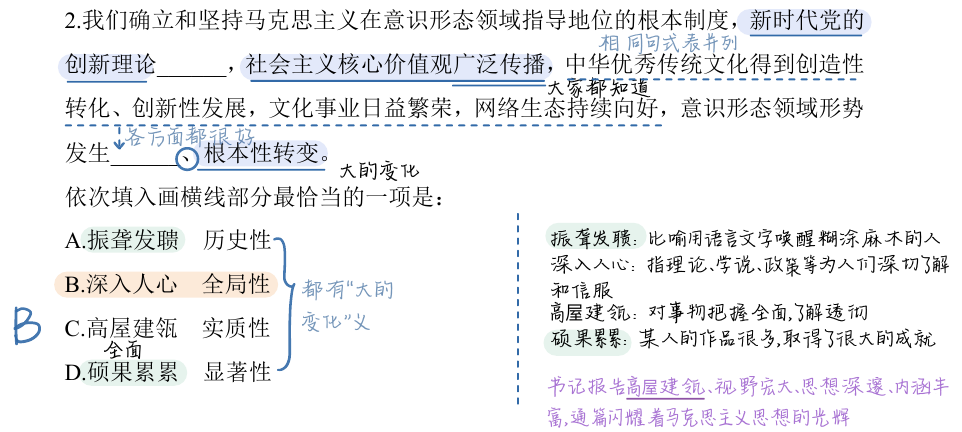 2.我们确立和坚持马克思主义在意识形态领域指导地位的根本制度，新时代党的
相同句式表并列
创新理论______，社会主义核心价值观广泛传播，中华优秀传统文化得到创造性
大家都知道
转化、创新性发展，文化事业日益繁荣，网络生态持续向好，意识形态领域形势
各方面都很好
发生______、根本性转变。
大的变化
依次填入画横线部分最恰当的一项是：
A.振聋发聩 历史性
B.深入人心 全局性
C.高屋建瓴 实质性
全面
D.硕果累累 显著性
B
都有“大的
变化”义
振聋发聩：比喻用语言文字唤醒糊涂麻木的人
深入人心：指理论、学说、政策等为人们深切了解
和信服
高屋建瓴：对事物把握全面,了解透彻
硕果累累：某人的作品很多,取得了很大的成就
书记报告高屋建瓴、视野宏大、思想深邃、内涵丰
富,通篇闪耀着马克思主义思想的光辉